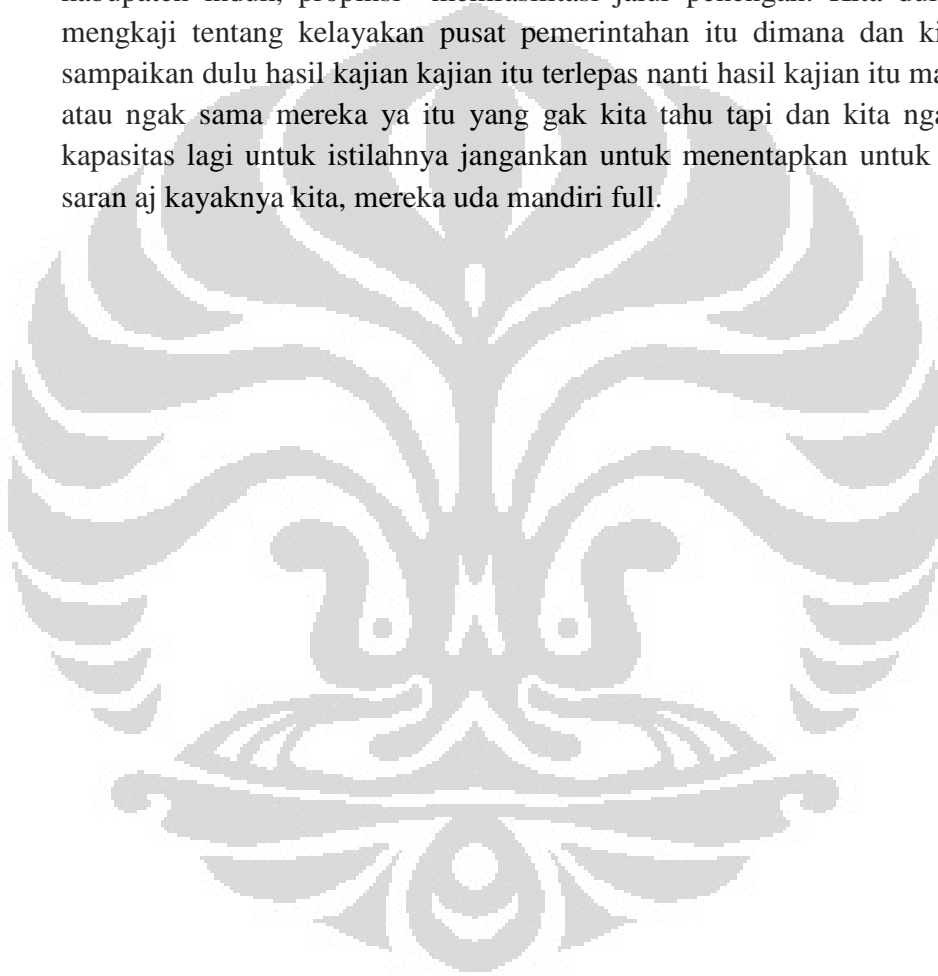 kabupaten induk, propinsi memfasilitasi jalur penengah. Kita dul
mengkaji tentang kelayakan pusat pemerintahan itu dimana dan ki
sampaikan dulu hasil kajian kajian itu terlepas nanti hasil kajian itu ma
atau ngak sama mereka ya itu yang gak kita tahu tapi dan kita nga
kapasitas lagi untuk istilahnya jangankan untuk menentapkan untuk
saran aj kayaknya kita, mereka uda mandiri full.